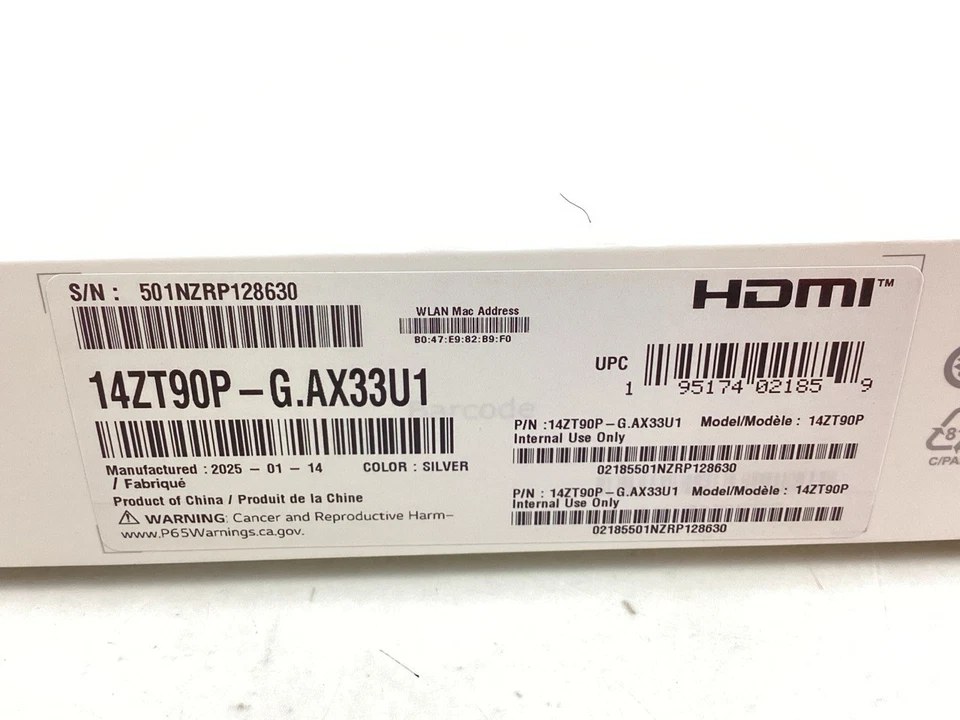 S/N : 501NZRP128630
WLAN Mac Address
B0:47:E9:82:B9:F0
HDMI™
14ZT90P-G.AX33U1
Barcode
UPC
1 95174 02185 9
P/N :14ZT90P-G.AX33U1 Model/Modèle : 14ZT90P
Internal Use Only
02185501NZRP128630
Manufactured : 2025 - 01 - 14 COLOR : SILVER
/ Fabriqué
Product of China / Produit de la Chine
⚠ WARNING: Cancer and Reproductive Harm-
www.P65Warnings.ca.gov.
P/N : 14ZT90P-G.AX33U1 Model/Modèle : 14ZT90P
Internal Use Only
02185501NZRP128630